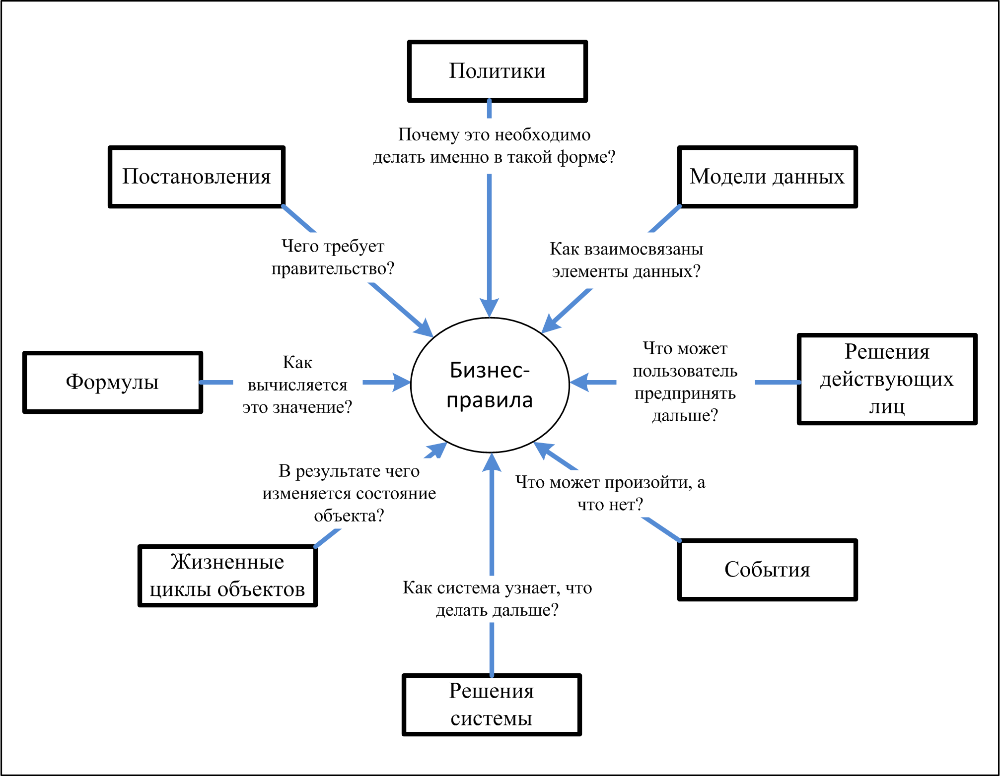 Политики
Почему это необходимо
делать именно в такой форме?
Постановления
Модели данных
Чего требует
правительство?
Как взаимосвязаны
элементы данных?
Формулы
Как
вычисляется
это значение?
Бизнес-
правила
Что может
пользователь
предпринять
дальше?
Решения
действующих
лиц
В результате чего
изменяется состояние
объекта?
Что может произойти, а
что нет?
Жизненные
циклы объектов
События
Как система узнает, что
делать дальше?
Решения
системы